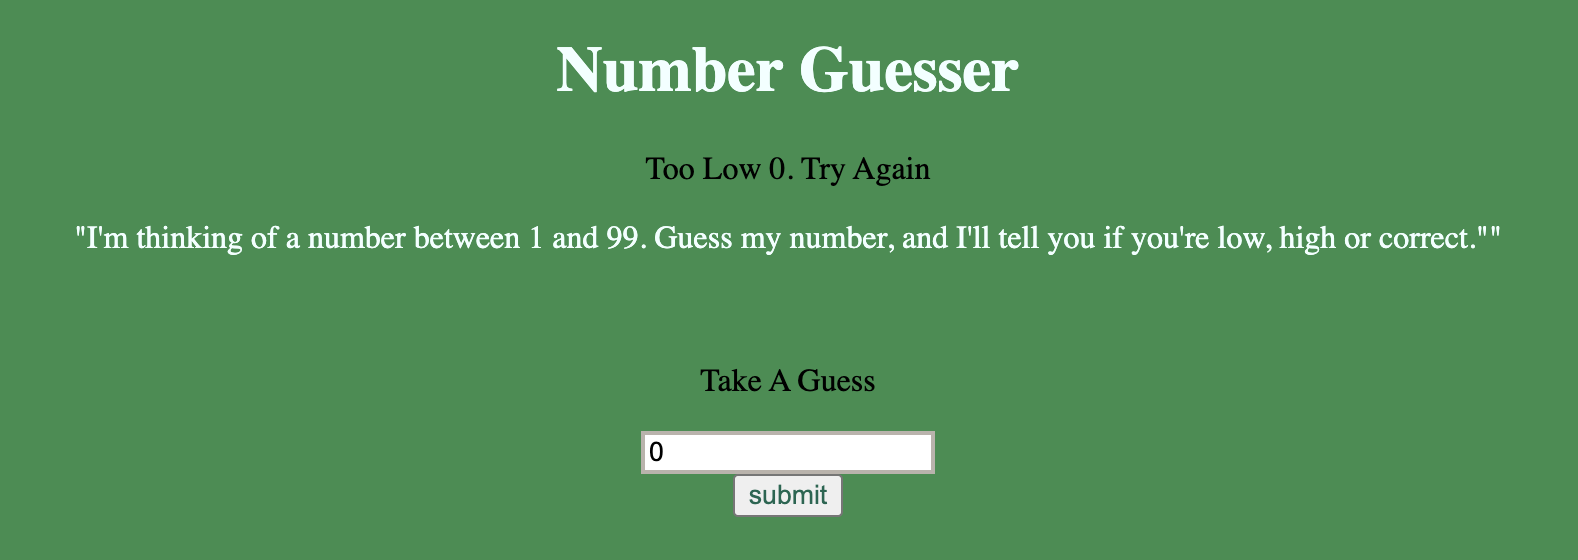 Number Guesser
Too Low 0. Try Again
"I'm thinking of a number between 1 and 99. Guess my number, and I'll tell you if you're low, high or correct.""
Take A Guess
0
submit